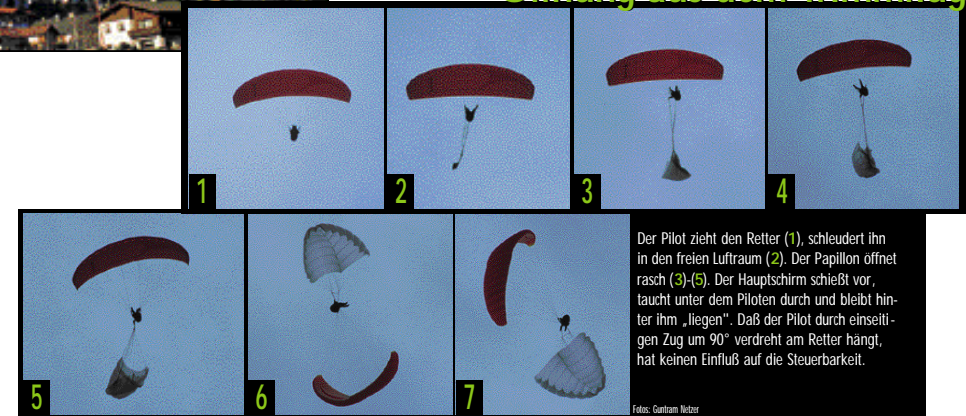 1
2
3
4
5
6
7
Der Pilot zieht den Retter (1), schleudert ihn
in den freien Luftraum (2). Der Papillon öffnet
rasch (3)-(5). Der Hauptschirm schießt vor,
taucht unter dem Piloten durch und bleibt hin-
ter ihm „liegen". Daß der Pilot durch einseiti-
gen Zug um 90° verdreht am Retter hängt,
hat keinen Einfluß auf die Steuerbarkeit.
Fotos: Guntram Netzer